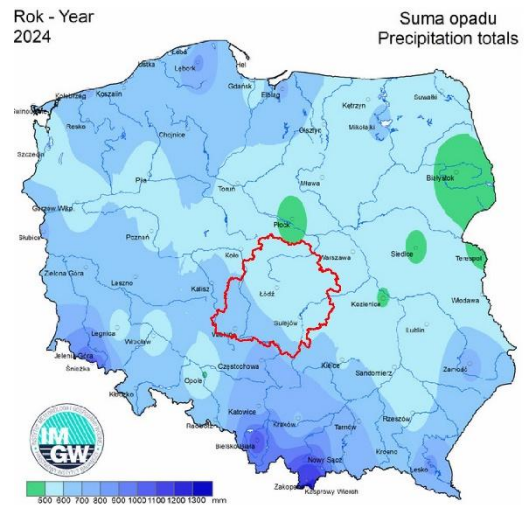 Rok - Year
2024
Suma opadu
Precipitation totals
Łeba
Ustka
Lębork
Hel
Gdańsk
Elbląg
Koszalin
Kołobrzeg
Kętrzyn
Suwałki
Resko
Chojnice
Mikołajki
Szczecin
Białystok
Piła
Toruń
Mława
Gorzów Wlkp.
Płock
Słubice
Poznań
Koło
Warszawa
Siedlce
Terespol
Zielona Góra
Leszno
Kalisz
Łódź
Kozienice
Włodawa
Sulejów
Legnica
Wrocław
Wieluń
Lublin
Jelenia Góra
Śnieżka
Opole
Częstochowa
Kielce
Sandomierz
Zamość
Kłodzko
Racibórz
Katowice
Kraków
Tarnów
Rzeszów
Bielsko-Biała
Nowy Sącz
Krosno
Lesko
Zakopane
Kasprowy Wierch
IM
GW
500 600 700 800 900 1000 1100 1200 1300 mm